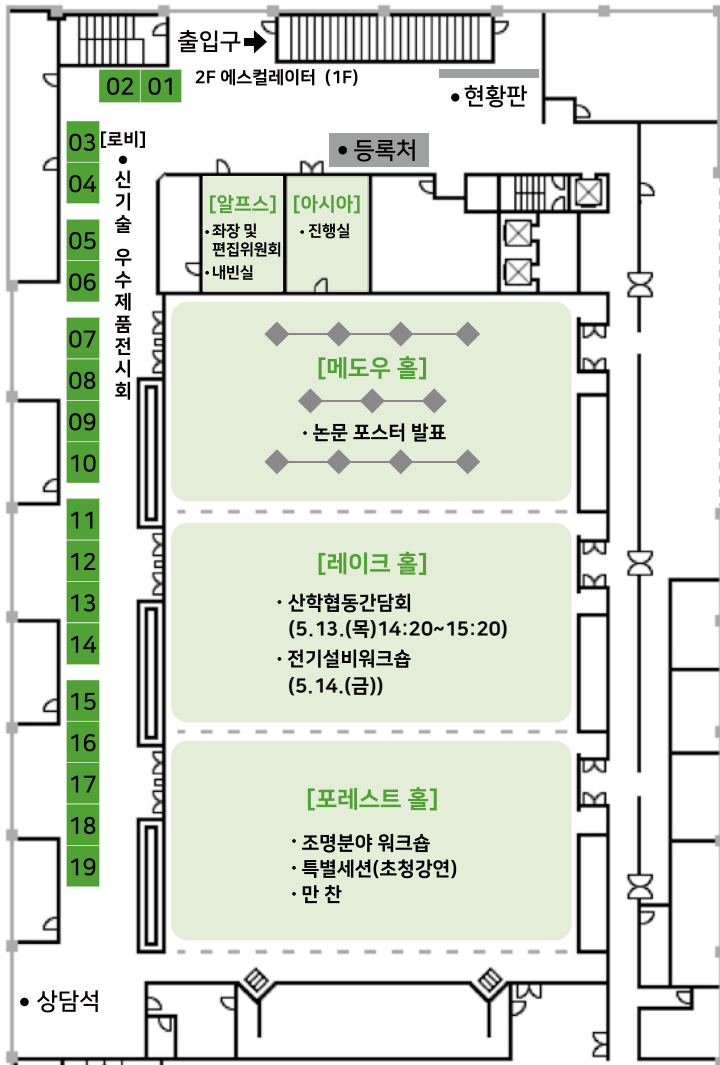 출입구
2F 에스컬레이터 (1F)
02 01
• 현황판
03
[로비]
• 신기술 우수제품전시회
04
05
06
07
08
09
10
11
12
13
14
15
16
17
18
19
• 등록처
[알프스]
· 좌장 및
편집위원회
· 내빈실
[아시아]
· 진행실
[메도우 홀]
· 논문 포스터 발표
[레이크 홀]
· 산학협동간담회
(5.13.(목)14:20~15:20)
· 전기설비워크숍
(5.14.(금))
[포레스트 홀]
· 조명분야 워크숍
· 특별세션(초청강연)
· 만 찬
• 상담석